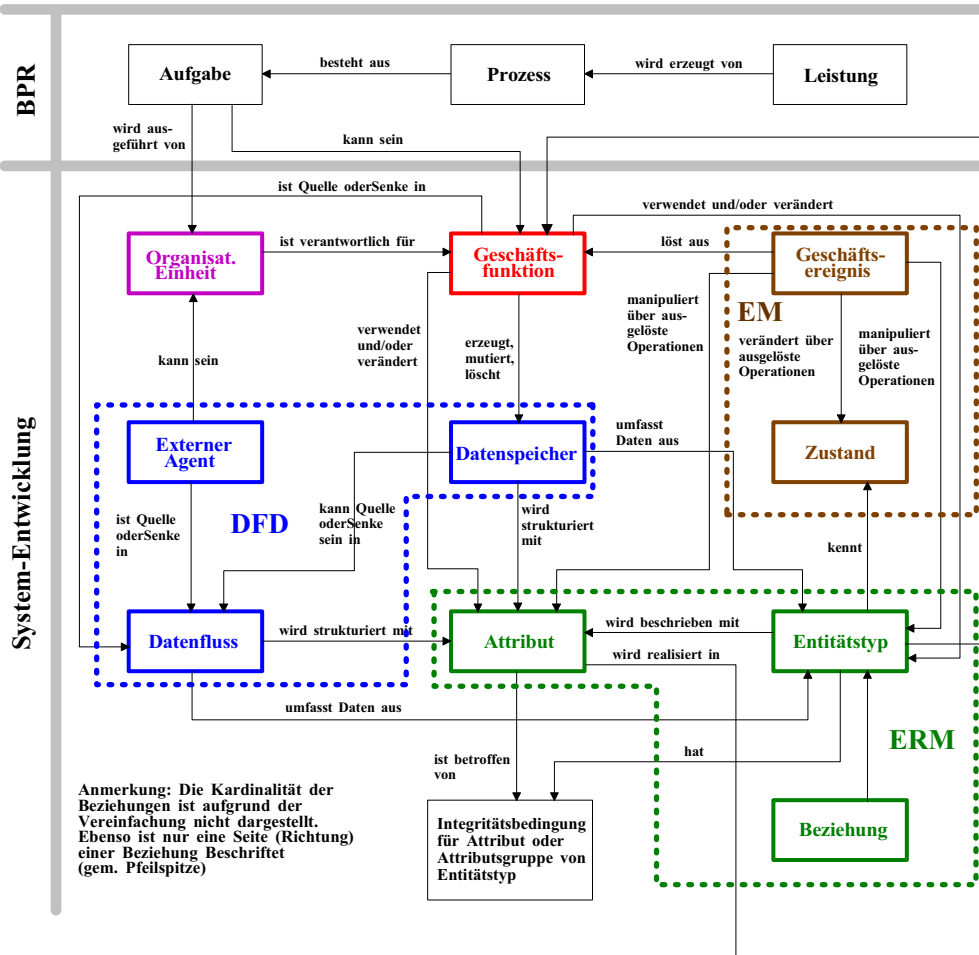 BPR
Aufgabe
besteht aus
Prozess
wird erzeugt von
Leistung
wird aus-
geführt von
kann sein
System-Entwicklung
ist Quelle oderSenke in
verwendet und/oder verändert
Organisat.
Einheit
ist verantwortlich für
Geschäfts-
funktion
löst aus
Geschäfts-
ereignis
EM
verwendet
und/oder
verändert
erzeugt,
mutiert,
löscht
manipuliert
über aus-
gelöste
Operationen
verändert über
ausgelöste
Operationen
manipuliert
über aus-
gelöste
Operationen
kann sein
Externer
Agent
Datenspeicher
umfasst
Daten aus
Zustand
ist Quelle
oderSenke
in
DFD
kann Quelle
oderSenke
sein in
wird
strukturiert
mit
kennt
Datenfluss
wird strukturiert mit
Attribut
wird beschrieben mit
Entitätstyp
wird realisiert in
umfasst Daten aus
ERM
ist betroffen
von
hat
Anmerkung: Die Kardinalität der
Beziehungen ist aufgrund der
Vereinfachung nicht dargestellt.
Ebenso ist nur eine Seite (Richtung)
einer Beziehung Beschriftet
(gem. Pfeilspitze)
Integritätsbedingung
für Attribut oder
Attributsgruppe von
Entitätstyp
Beziehung